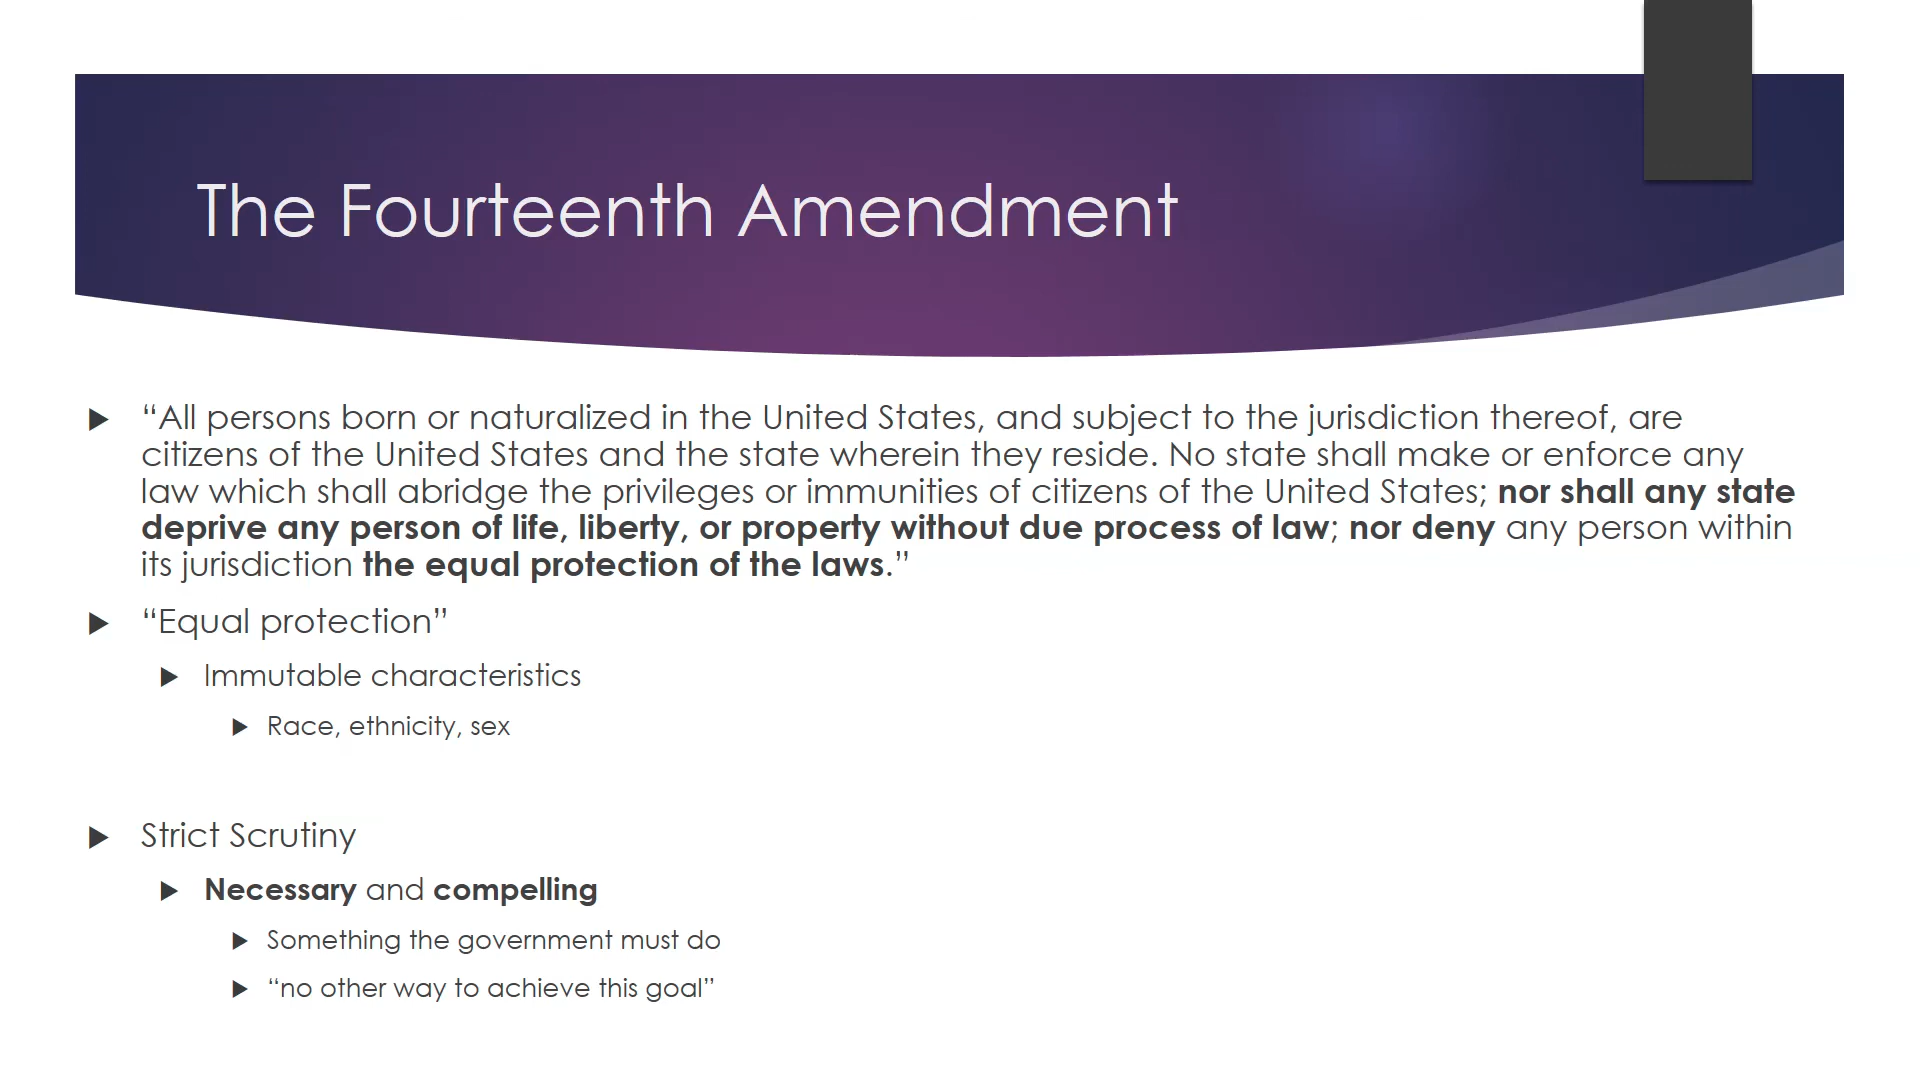 The Fourteenth Amendment
“All persons born or naturalized in the United States, and subject to the jurisdiction thereof, are
citizens of the United States and the state wherein they reside. No state shall make or enforce any
law which shall abridge the privileges or immunities of citizens of the United States; nor shall any state
deprive any person of life, liberty, or property without due process of law; nor deny any person within
its jurisdiction the equal protection of the laws.”
“Equal protection”
Immutable characteristics
Race, ethnicity, sex
Strict Scrutiny
Necessary and compelling
Something the government must do
“no other way to achieve this goal”